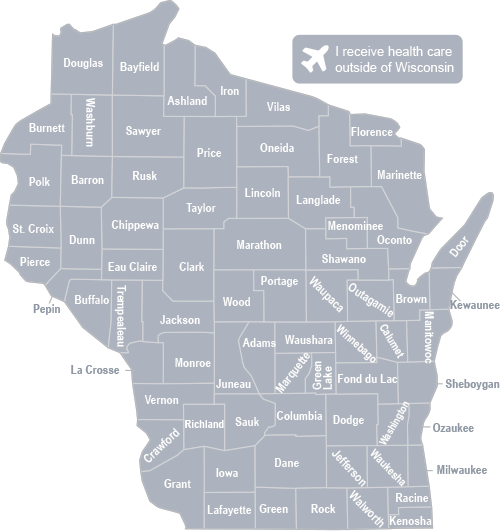 I receive health care
outside of Wisconsin
Douglas
Bayfield
Iron
Ashland
Vilas
Burnett
Washburn
Sawyer
Florence
Price
Oneida
Forest
Marinette
Polk
Barron
Rusk
Lincoln
Langlade
Taylor
St. Croix
Dunn
Chippewa
Menominee
Oconto
Door
Marathon
Shawano
Pierce
Eau Claire
Clark
Portage
Pepin
Buffalo
Trempealeau
Wood
Waupaca
Outagamie
Brown
Kewaunee
Jackson
Adams
Waushara
Winnebago
Calumet
Manitowoc
La Crosse
Monroe
Juneau
Marquette
Green
Lake
Fond du Lac
Sheboygan
Vernon
Richland
Sauk
Columbia
Dodge
Washington
Ozaukee
Crawford
Iowa
Dane
Jefferson
Waukesha
Milwaukee
Grant
Lafayette
Green
Rock
Walworth
Racine
Kenosha